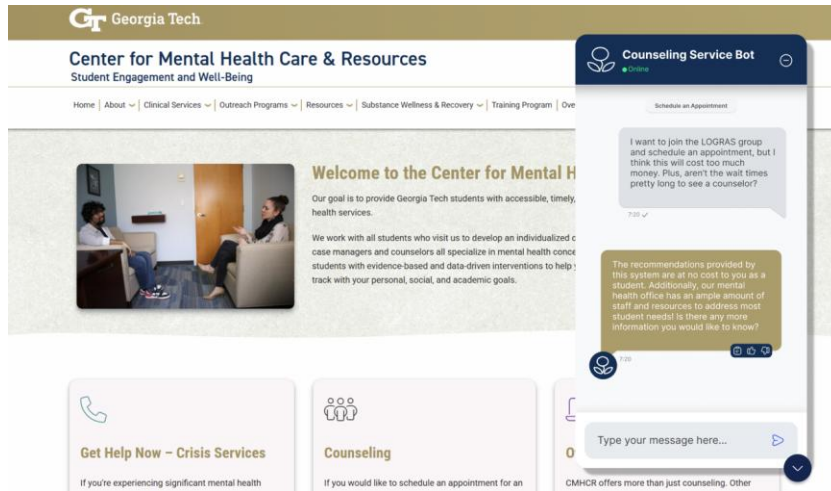 Georgia Tech
Center for Mental Health Care & Resources
Student Engagement and Well-Being
Home | About | Clinical Services | Outreach Programs | Resources | Substance Wellness & Recovery | Training Program | Ove
Welcome to the Center for Mental H
Our goal is to provide Georgia Tech students with accessible, timely,
health services.
We work with all students who visit us to develop an individualized c
case managers and counselors all specialize in mental health conce
students with evidence-based and data-driven interventions to help y
track with your personal, social, and academic goals.
Get Help Now – Crisis Services
If you're experiencing significant mental health
Counseling
If you would like to schedule an appointment for an
O
CMHCR offers more than just counseling. Other
Counseling Service Bot
Online
Schedule an Appointment
I want to join the LOGRAS group
and schedule an appointment, but I
think this will cost too much
money. Plus, aren't the wait times
pretty long to see a counselor?
7:20
The recommendations provided by
this system are at no cost to you as a
student. Additionally, our mental
health office has an ample amount of
staff and resources to address most
student needs! Is there any more
information you would like to know?
7:20
Type your message here...